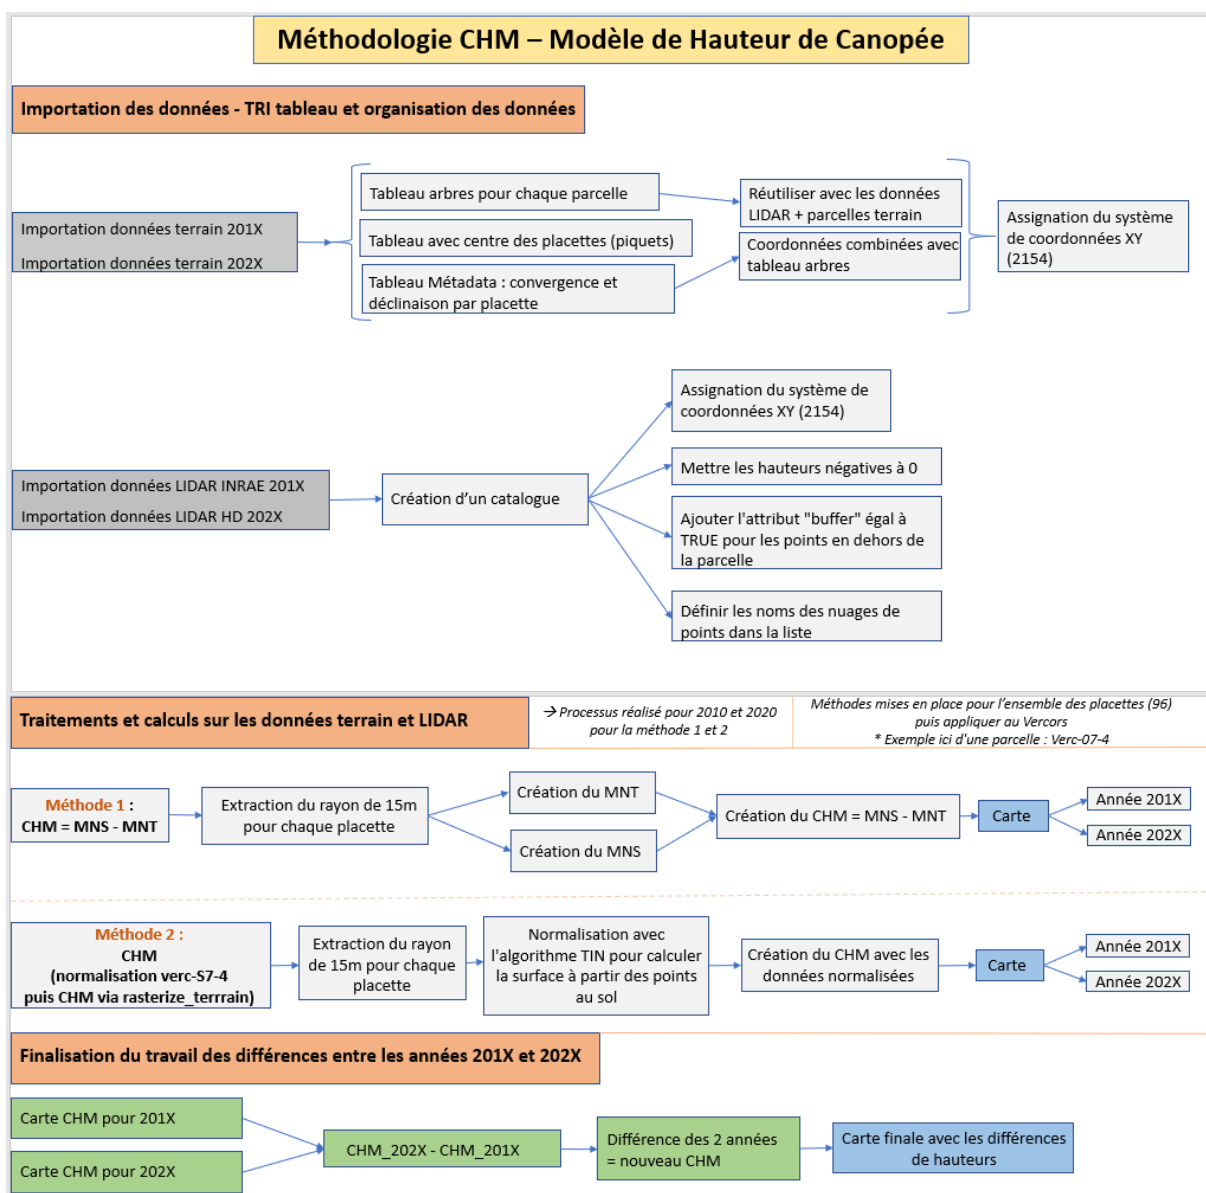 Méthodologie CHM – Modèle de Hauteur de Canopée
Importation des données - TRI tableau et organisation des données
Importation données terrain 201X
Importation données terrain 202X
Tableau arbres pour chaque parcelle
Tableau avec centre des placettes (piquets)
Tableau Métadata : convergence et
déclinaison par placette
Réutiliser avec les données
LIDAR + parcelles terrain
Coordonnées combinées avec
tableau arbres
Assignation du système
de coordonnées XY
(2154)
Importation données LIDAR INRAE 201X
Importation données LIDAR HD 202X
Création d’un catalogue
Assignation du système de
coordonnées XY (2154)
Mettre les hauteurs négatives à 0
Ajouter l'attribut "buffer" égal à
TRUE pour les points en dehors de
la parcelle
Définir les noms des nuages de
points dans la liste
Traitements et calculs sur les données terrain et LIDAR
→ Processus réalisé pour 2010 et 2020
pour la méthode 1 et 2
Méthodes mises en place pour l’ensemble des placettes (96)
puis appliquer au Vercors
* Exemple ici d'une parcelle : Verc-07-4
Méthode 1 :
CHM = MNS - MNT
Extraction du rayon de 15m
pour chaque placette
Création du MNT
Création du MNS
Création du CHM = MNS - MNT
Carte
Année 201X
Année 202X
Méthode 2 :
CHM
(normalisation verc-S7-4
puis CHM via rasterize_terrrain)
Extraction du rayon
de 15m pour chaque
placette
Normalisation avec
l'algorithme TIN pour calculer
la surface à partir des points
au sol
Création du CHM avec les
données normalisées
Carte
Année 201X
Année 202X
Finalisation du travail des différences entre les années 201X et 202X
Carte CHM pour 201X
Carte CHM pour 202X
CHM_202X - CHM_201X
Différence des 2 années
= nouveau CHM
Carte finale avec les différences
de hauteurs